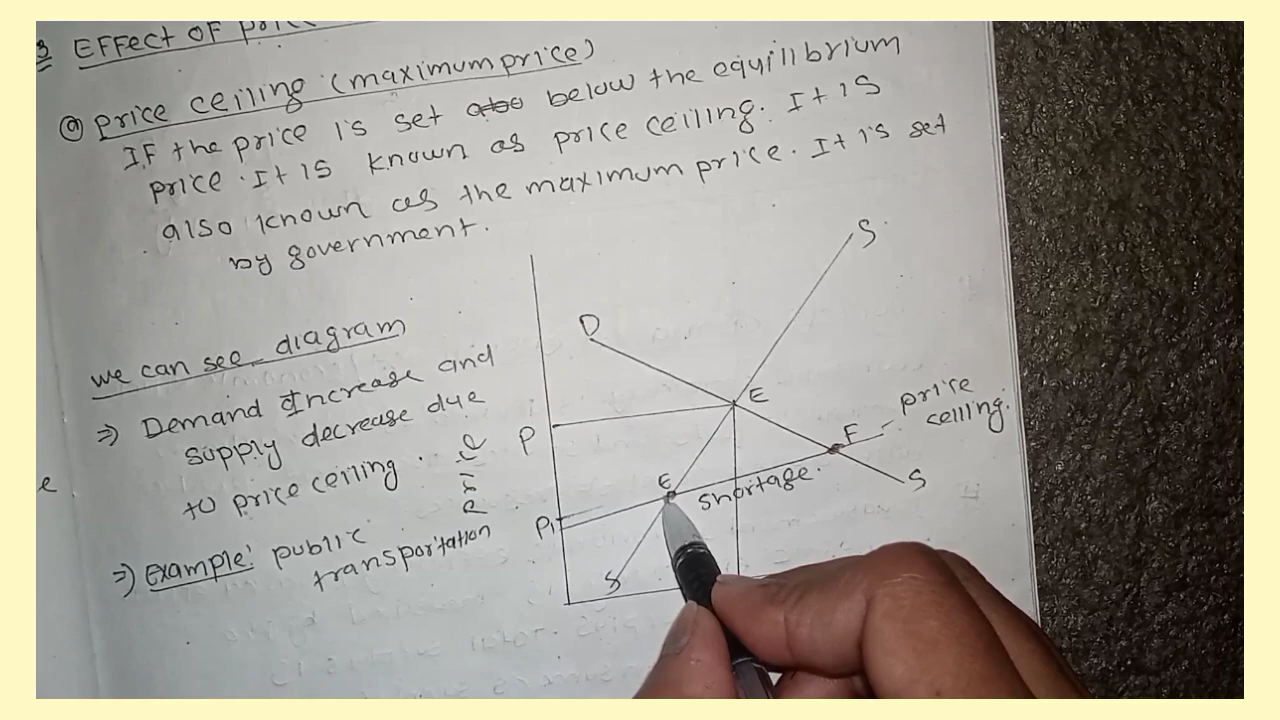 3 EFFect OF
ⓐ price ceiling (maximum price)
IF the price is set below the equilibrium
price. It is known as price ceiling. It is
also known as the maximum price. It is set
by government.
we can see diagram
⇒ Demand Increase and
supply decrease due
to price ceiling.
⇒) Example: public
transportation
e
price
D
S
P
E
F
price
ceiling.
E
shortage.
S
P1
S